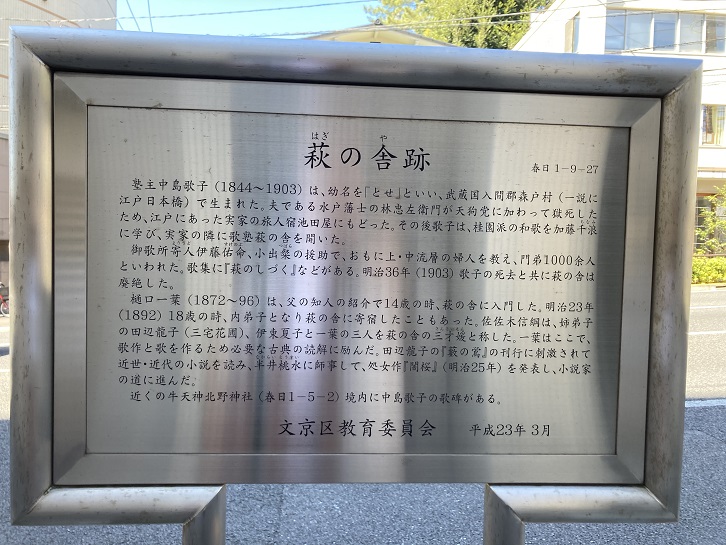 萩の舎跡
はぎ や
春日1-9-27
塾主中島歌子（1844〜1903）は、幼名を「とせ」といい、武蔵国入間郡森戸村（一説に
江戸日本橋）で生まれた。夫である水戸藩士の林忠左衛門が天狗党に加わって獄死した
ため、江戸にあった実家の旅人宿池田屋にもどった。その後歌子は、桂園派の和歌を加藤千浪
に学び、実家の隣に歌塾萩の舎を開いた。
御歌所寄人伊藤佑命、小出粲の援助で、おもに上・中流層の婦人を教え、門弟1000余人
といわれた。歌集に『萩のしづく』などがある。明治36年（1903）歌子の死去と共に萩の舎は
廃絶した。
樋口一葉（1872〜96）は、父の知人の紹介で14歳の時、萩の舎に入門した。明治23年
（1892）18歳の時、内弟子となり萩の舎に寄宿したこともあった。佐佐木信綱は、姉弟子
の田辺龍子（三宅花圃）、伊東夏子と一葉の三人を萩の舎の三才媛と称した。一葉はここで、
歌作と歌を作るため必要な古典の読解に励んだ。田辺龍子の『藪の鶯』の刊行に刺激されて
近世・近代の小説を読み、半井桃水に師事して、処女作『闇桜』（明治25年）を発表し、小説家
の道に進んだ。
近くの牛天神北野神社（春日1-5-2）境内に中島歌子の歌碑がある。
文京区教育委員会 平成23年 3月